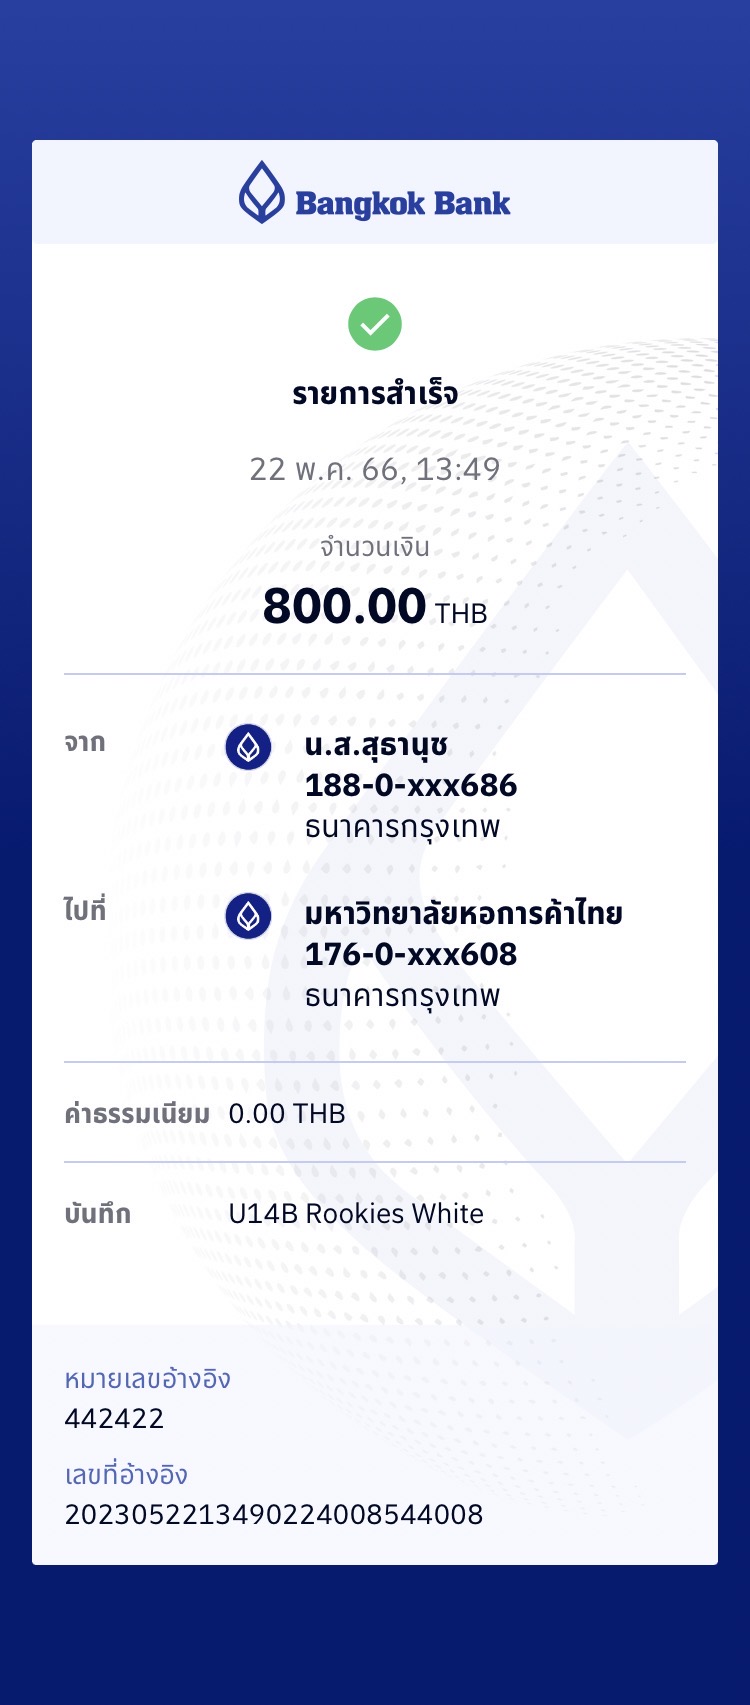 Bangkok Bank
รายการสำเร็จ
22 พ.ค. 66, 13:49
จำนวนเงิน
800.00 THB
จาก
น.ส.สุธานุช
188-0-xxx686
ธนาคารกรุงเทพ
ไปที่
มหาวิทยาลัยหอการค้าไทย
176-0-xxx608
ธนาคารกรุงเทพ
ค่าธรรมเนียม 0.00 THB
บันทึก U14B Rookies White
หมายเลขอ้างอิง
442422
เลขที่อ้างอิง
2023052213490224008544008